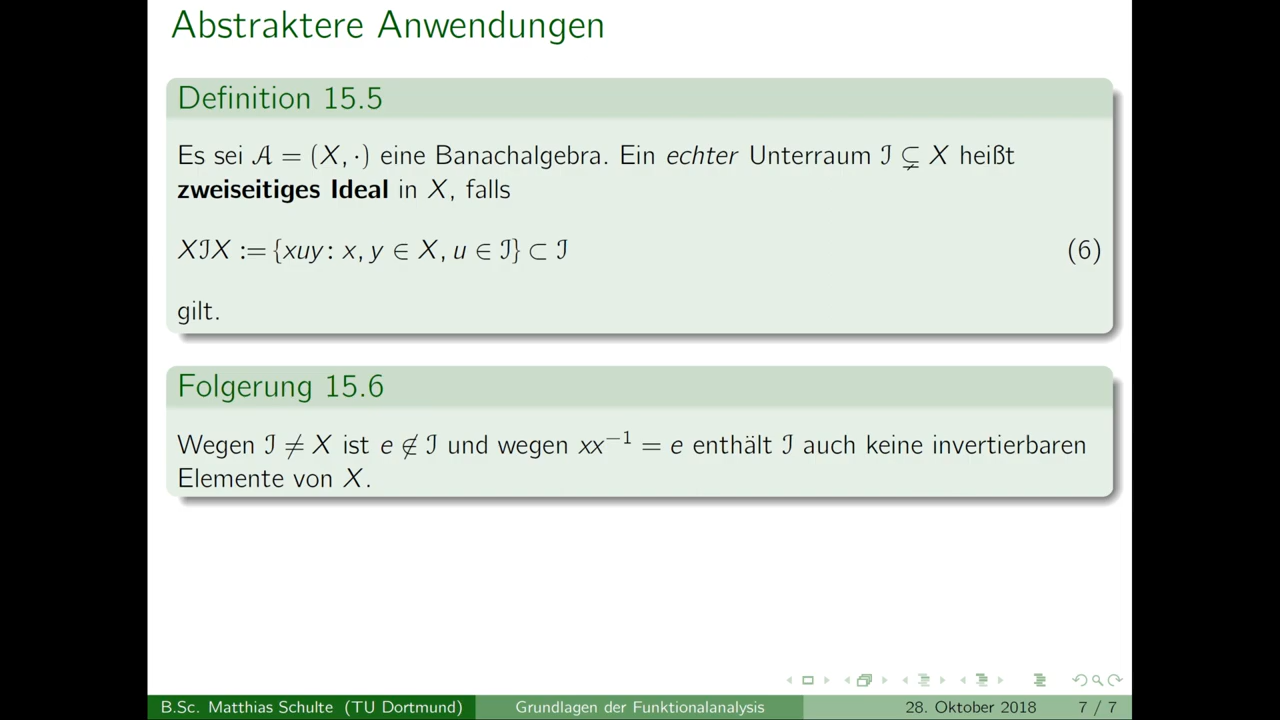 Abstraktere Anwendungen
Definition 15.5
Es sei 𝒜 = (X, ·) eine Banachalgebra. Ein echter Unterraum ℐ ⊊ X heißt
zweiseitiges Ideal in X, falls
XℐX := {xuy : x, y ∈ X, u ∈ ℐ} ⊂ ℐ (6)
gilt.
Folgerung 15.6
Wegen ℐ ≠ X ist e ∉ ℐ und wegen xx⁻¹ = e enthält ℐ auch keine invertierbaren
Elemente von X.
B.Sc. Matthias Schulte (TU Dortmund) Grundlagen der Funktionalanalysis 28. Oktober 2018 7 / 7